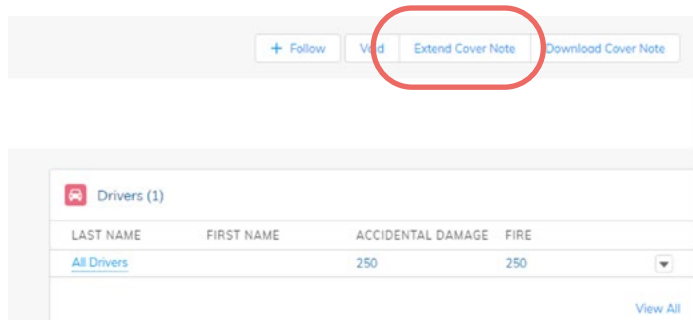 + Follow Void Extend Cover Note Download Cover Note
Drivers (1)
LAST NAME FIRST NAME ACCIDENTAL DAMAGE FIRE
All Drivers 250 250
View All